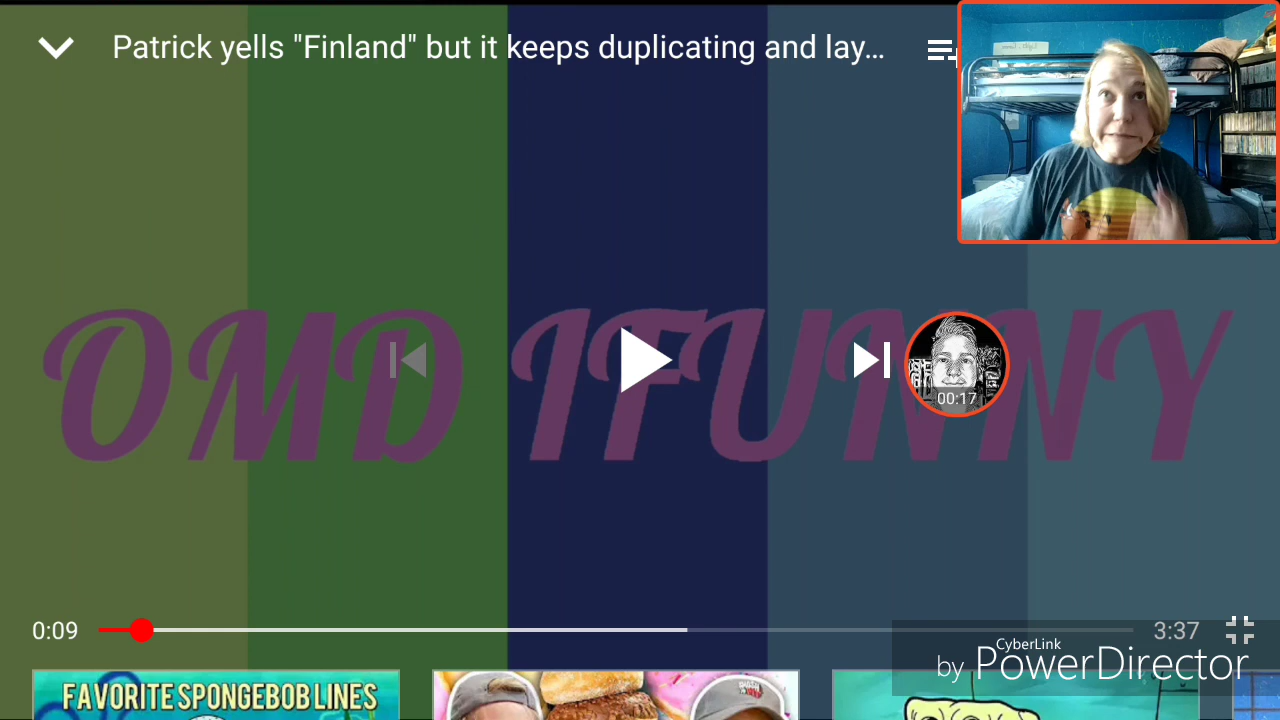 Patrick yells "Finland" but it keeps duplicating and lay...
OMD IFUNNY
00:17
0:09
3:37
CyberLink
by PowerDirector
FAVORITE SPONGEBOB LINES